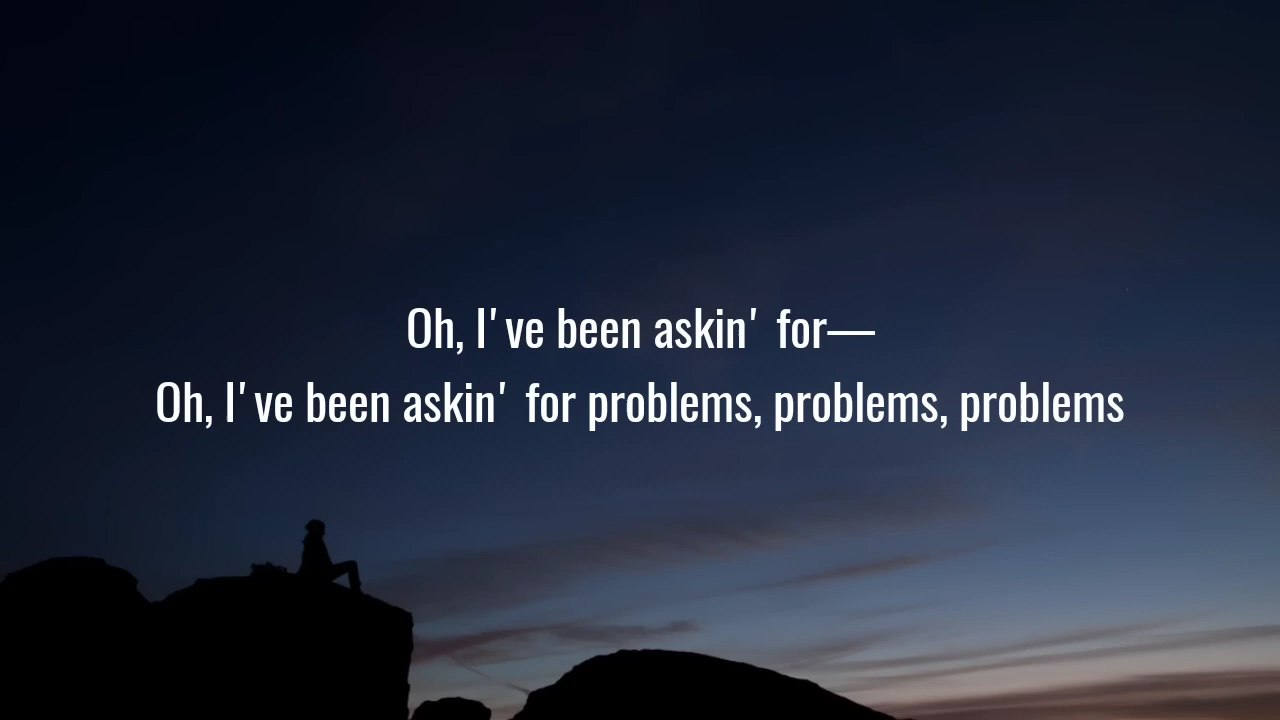 Oh, I've been askin' for—
Oh, I've been askin' for problems, problems, problems